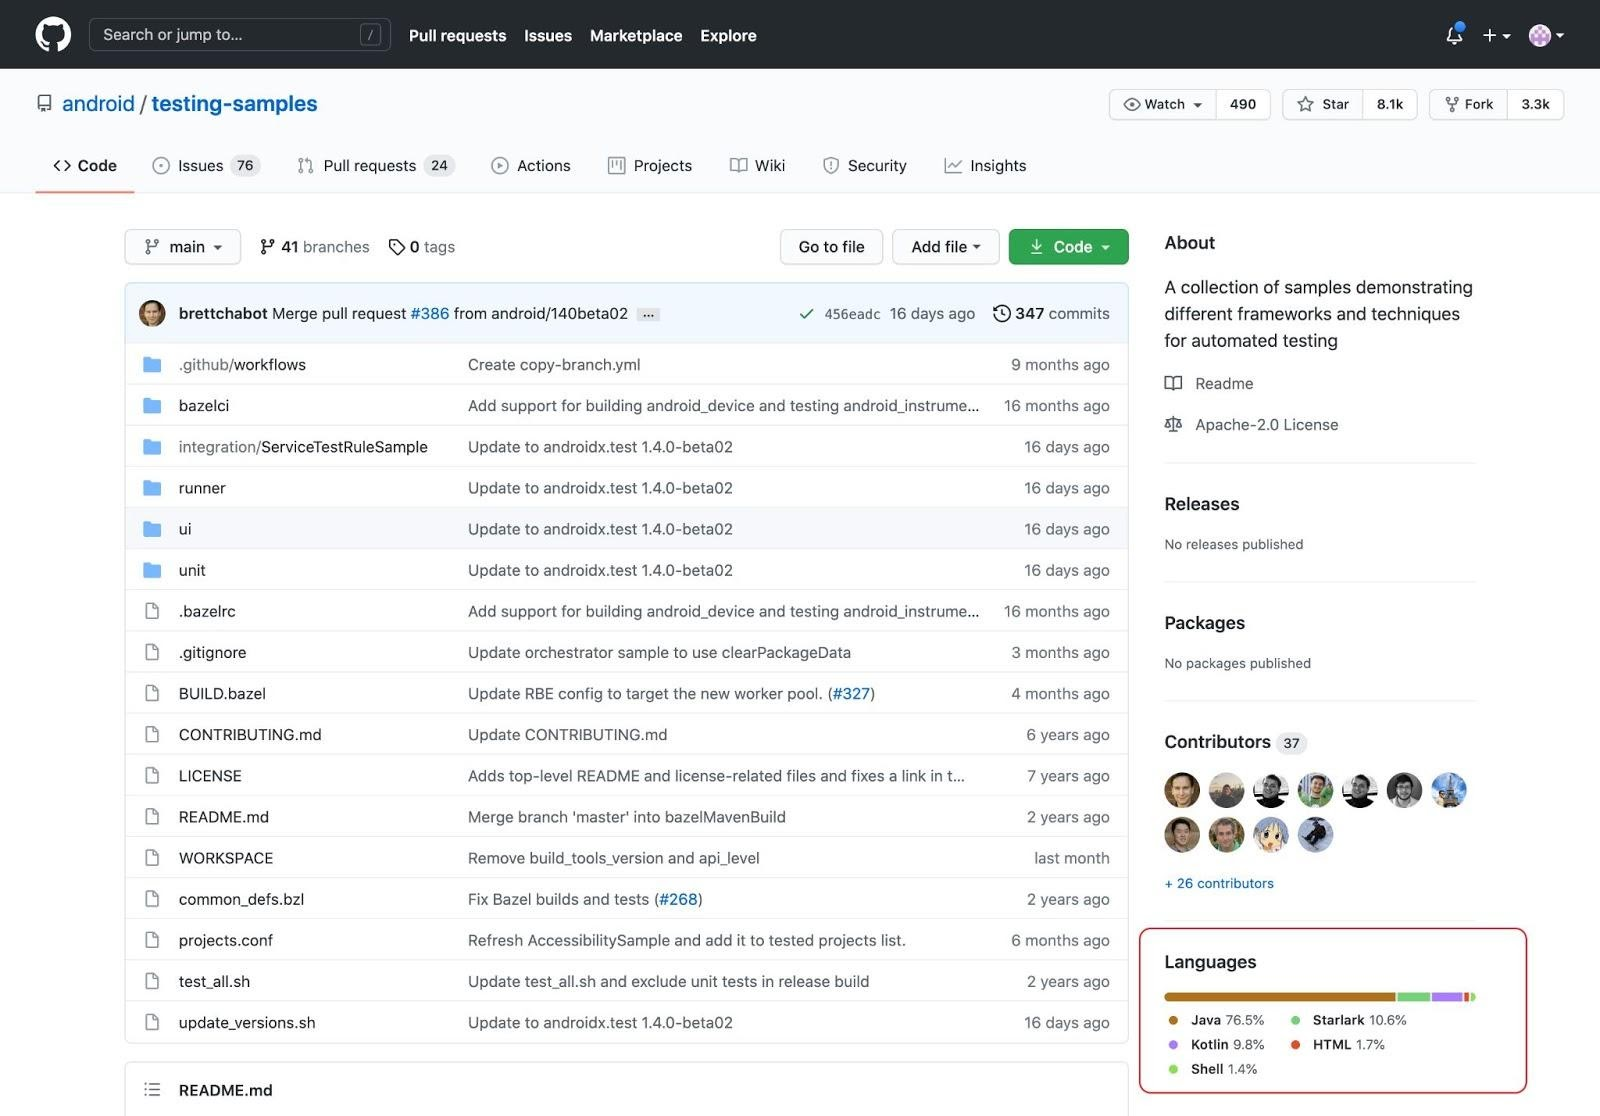 Search or jump to... /
Pull requests Issues Marketplace Explore
android / testing-samples
Watch 490 Star 8.1k Fork 3.3k
Code Issues 76 Pull requests 24 Actions Projects Wiki Security Insights
main 41 branches 0 tags Go to file Add file Code
brettchabot Merge pull request #386 from android/140beta02 ... 456eadc 16 days ago 347 commits
.github/workflows Create copy-branch.yml 9 months ago
bazelci Add support for building android_device and testing android_instrume... 16 months ago
integration/ServiceTestRuleSample Update to androidx.test 1.4.0-beta02 16 days ago
runner Update to androidx.test 1.4.0-beta02 16 days ago
ui Update to androidx.test 1.4.0-beta02 16 days ago
unit Update to androidx.test 1.4.0-beta02 16 days ago
.bazelrc Add support for building android_device and testing android_instrume... 16 months ago
.gitignore Update orchestrator sample to use clearPackageData 3 months ago
BUILD.bazel Update RBE config to target the new worker pool. (#327) 4 months ago
CONTRIBUTING.md Update CONTRIBUTING.md 6 years ago
LICENSE Adds top-level README and license-related files and fixes a link in t... 7 years ago
README.md Merge branch 'master' into bazelMavenBuild 2 years ago
WORKSPACE Remove build_tools_version and api_level last month
common_defs.bzl Fix Bazel builds and tests (#268) 2 years ago
projects.conf Refresh AccessibilitySample and add it to tested projects list. 6 months ago
test_all.sh Update test_all.sh and exclude unit tests in release build 2 years ago
update_versions.sh Update to androidx.test 1.4.0-beta02 16 days ago
README.md
About
A collection of samples demonstrating
different frameworks and techniques
for automated testing
Readme
Apache-2.0 License
Releases
No releases published
Packages
No packages published
Contributors 37
+ 26 contributors
Languages
Java 76.5% Starlark 10.6%
Kotlin 9.8% HTML 1.7%
Shell 1.4%